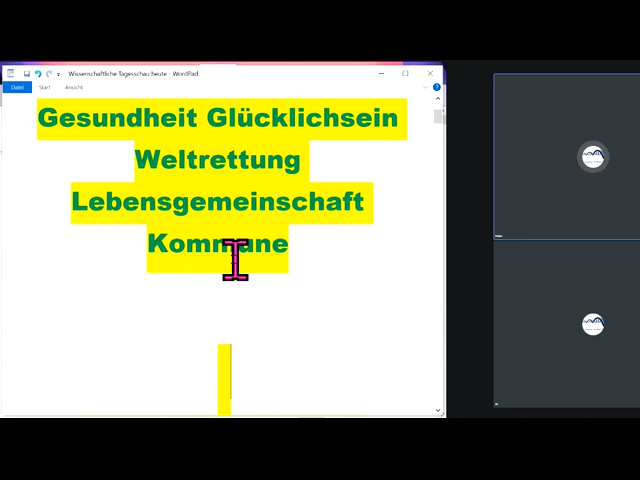 Wissenschaftliche Tagesschau heute - WordPad
Datei Start Ansicht
Gesundheit Glücklichsein
Weltrettung
Lebensgemeinschaft
Kommune